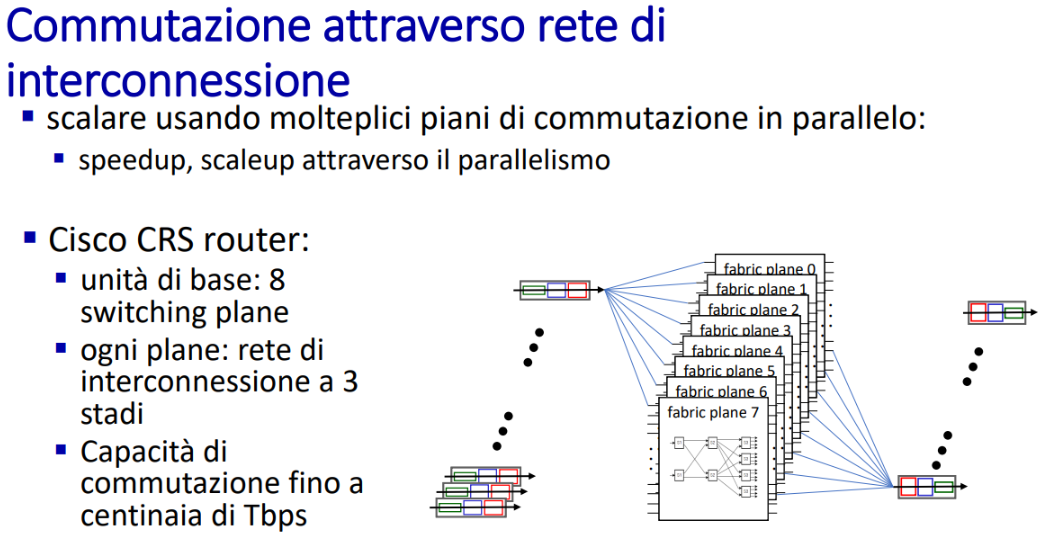 Commutazione attraverso rete di
interconnessione
scalare usando molteplici piani di commutazione in parallelo:
speedup, scaleup attraverso il parallelismo
Cisco CRS router:
unità di base: 8
switching plane
ogni plane: rete di
interconnessione a 3
stadi
Capacità di
commutazione fino a
centinaia di Tbps
fabric plane 0
fabric plane 1
fabric plane 2
fabric plane 3
fabric plane 4
fabric plane 5
fabric plane 6
fabric plane 7